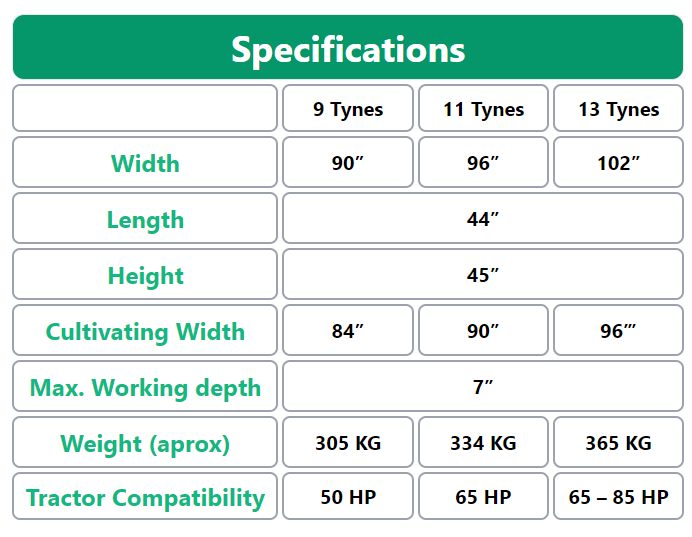 Specifications
9 Tynes 11 Tynes 13 Tynes
Width 90” 96” 102”
Length 44”
Height 45”
Cultivating Width 84” 90” 96”’
Max. Working depth 7”
Weight (aprox) 305 KG 334 KG 365 KG
Tractor Compatibility 50 HP 65 HP 65 – 85 HP